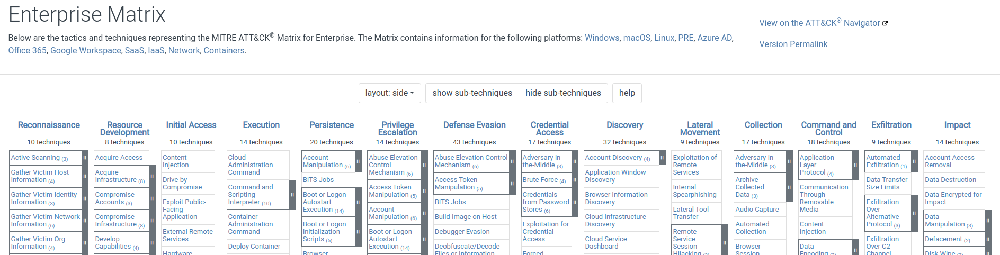 Enterprise Matrix
Below are the tactics and techniques representing the MITRE ATT&CK® Matrix for Enterprise. The Matrix contains information for the following platforms: Windows, macOS, Linux, PRE, Azure AD,
Office 365, Google Workspace, SaaS, IaaS, Network, Containers.
View on the ATT&CK® Navigator
Version Permalink
layout: side
show sub-techniques
hide sub-techniques
help
Reconnaissance
10 techniques
Active Scanning (3)
Gather Victim Host
Information (4)
Gather Victim Identity
Information (3)
Gather Victim Network
Information (6)
Gather Victim Org
Information (4)
Resource
Development
8 techniques
Acquire Access
Acquire
Infrastructure (8)
Compromise
Accounts (3)
Compromise
Infrastructure (8)
Develop
Capabilities (4)
Initial Access
10 techniques
Content
Injection
Drive-by
Compromise
Exploit Public-
Facing
Application
External Remote
Services
Hardware
Execution
14 techniques
Cloud
Administration
Command
Command and
Scripting
Interpreter (10)
Container
Administration
Command
Deploy Container
Persistence
20 techniques
Account
Manipulation (6)
BITS Jobs
Boot or Logon
Autostart
Execution (14)
Boot or Logon
Initialization
Scripts (5)
Browser
Privilege
Escalation
14 techniques
Abuse Elevation
Control
Mechanism (6)
Access Token
Manipulation (5)
Account
Manipulation (6)
Boot or Logon
Autostart
Execution (14)
Defense Evasion
43 techniques
Abuse Elevation Control
Mechanism (6)
Access Token
Manipulation (5)
BITS Jobs
Build Image on Host
Debugger Evasion
Deobfuscate/Decode
Files or Information
Credential
Access
17 techniques
Adversary-in-
the-Middle (3)
Brute Force (4)
Credentials
from Password
Stores (6)
Exploitation for
Credential
Access
Forced
Discovery
32 techniques
Account Discovery (4)
Application Window
Discovery
Browser Information
Discovery
Cloud Infrastructure
Discovery
Cloud Service
Dashboard
Lateral
Movement
9 techniques
Exploitation of
Remote
Services
Internal
Spearphishing
Lateral Tool
Transfer
Remote
Service
Session
Hijacking (2)
Collection
17 techniques
Adversary-in-
the-Middle (3)
Archive
Collected
Data (3)
Audio Capture
Automated
Collection
Browser
Session
Command and
Control
18 techniques
Application
Layer
Protocol (4)
Communication
Through
Removable
Media
Content
Injection
Data
Encoding (2)
Exfiltration
9 techniques
Automated
Exfiltration (1)
Data Transfer
Size Limits
Exfiltration
Over
Alternative
Protocol (3)
Exfiltration
Over C2
Channel
Impact
14 techniques
Account Access
Removal
Data Destruction
Data Encrypted for
Impact
Data
Manipulation (3)
Defacement (2)
Disk Wipe (2)